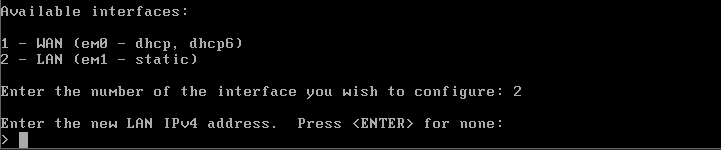 Available interfaces:
1 - WAN (em0 - dhcp, dhcp6)
2 - LAN (em1 - static)
Enter the number of the interface you wish to configure: 2
Enter the new LAN IPv4 address.  Press <ENTER> for none:
>